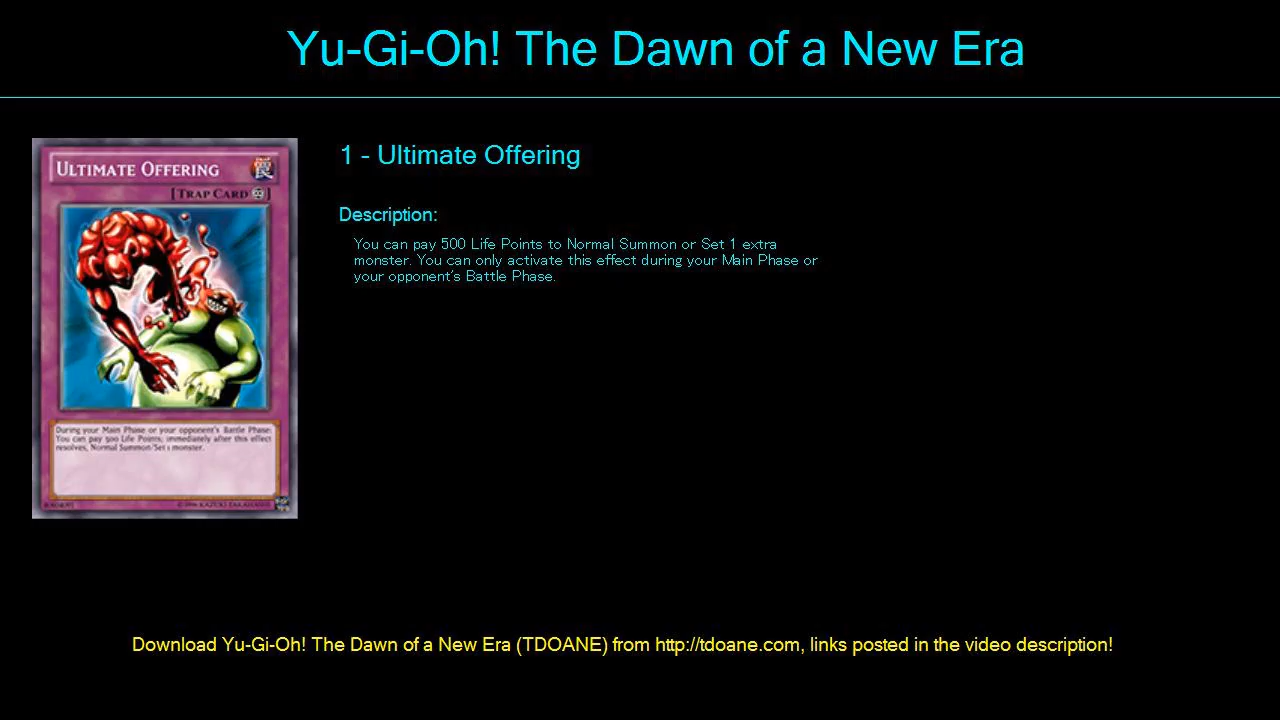 Yu-Gi-Oh! The Dawn of a New Era
1 - Ultimate Offering
Description:
You can pay 500 Life Points to Normal Summon or Set 1 extra
monster. You can only activate this effect during your Main Phase or
your opponent's Battle Phase.
ULTIMATE OFFERING 罠
[TRAP CARD]
During your Main Phase or your opponent's Battle Phase:
You can pay 500 Life Points; immediately after this effect
resolves, Normal Summon/Set 1 monster.
©1996 KAZUKI TAKAHASHI
Download Yu-Gi-Oh! The Dawn of a New Era (TDOANE) from http://tdoane.com, links posted in the video description!